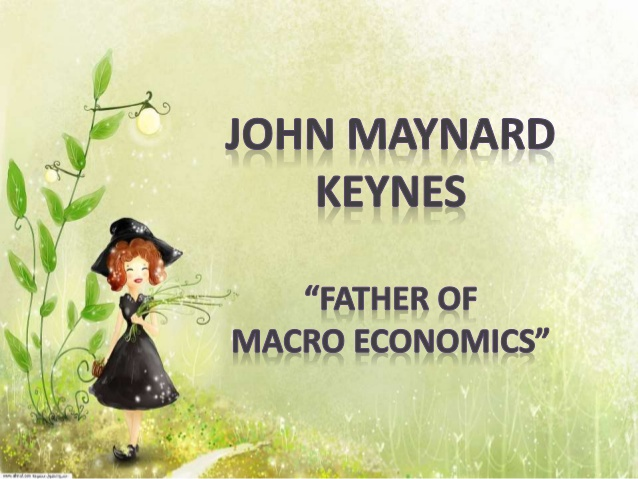 JOHN MAYNARD
KEYNES
“FATHER OF
MACRO ECONOMICS”